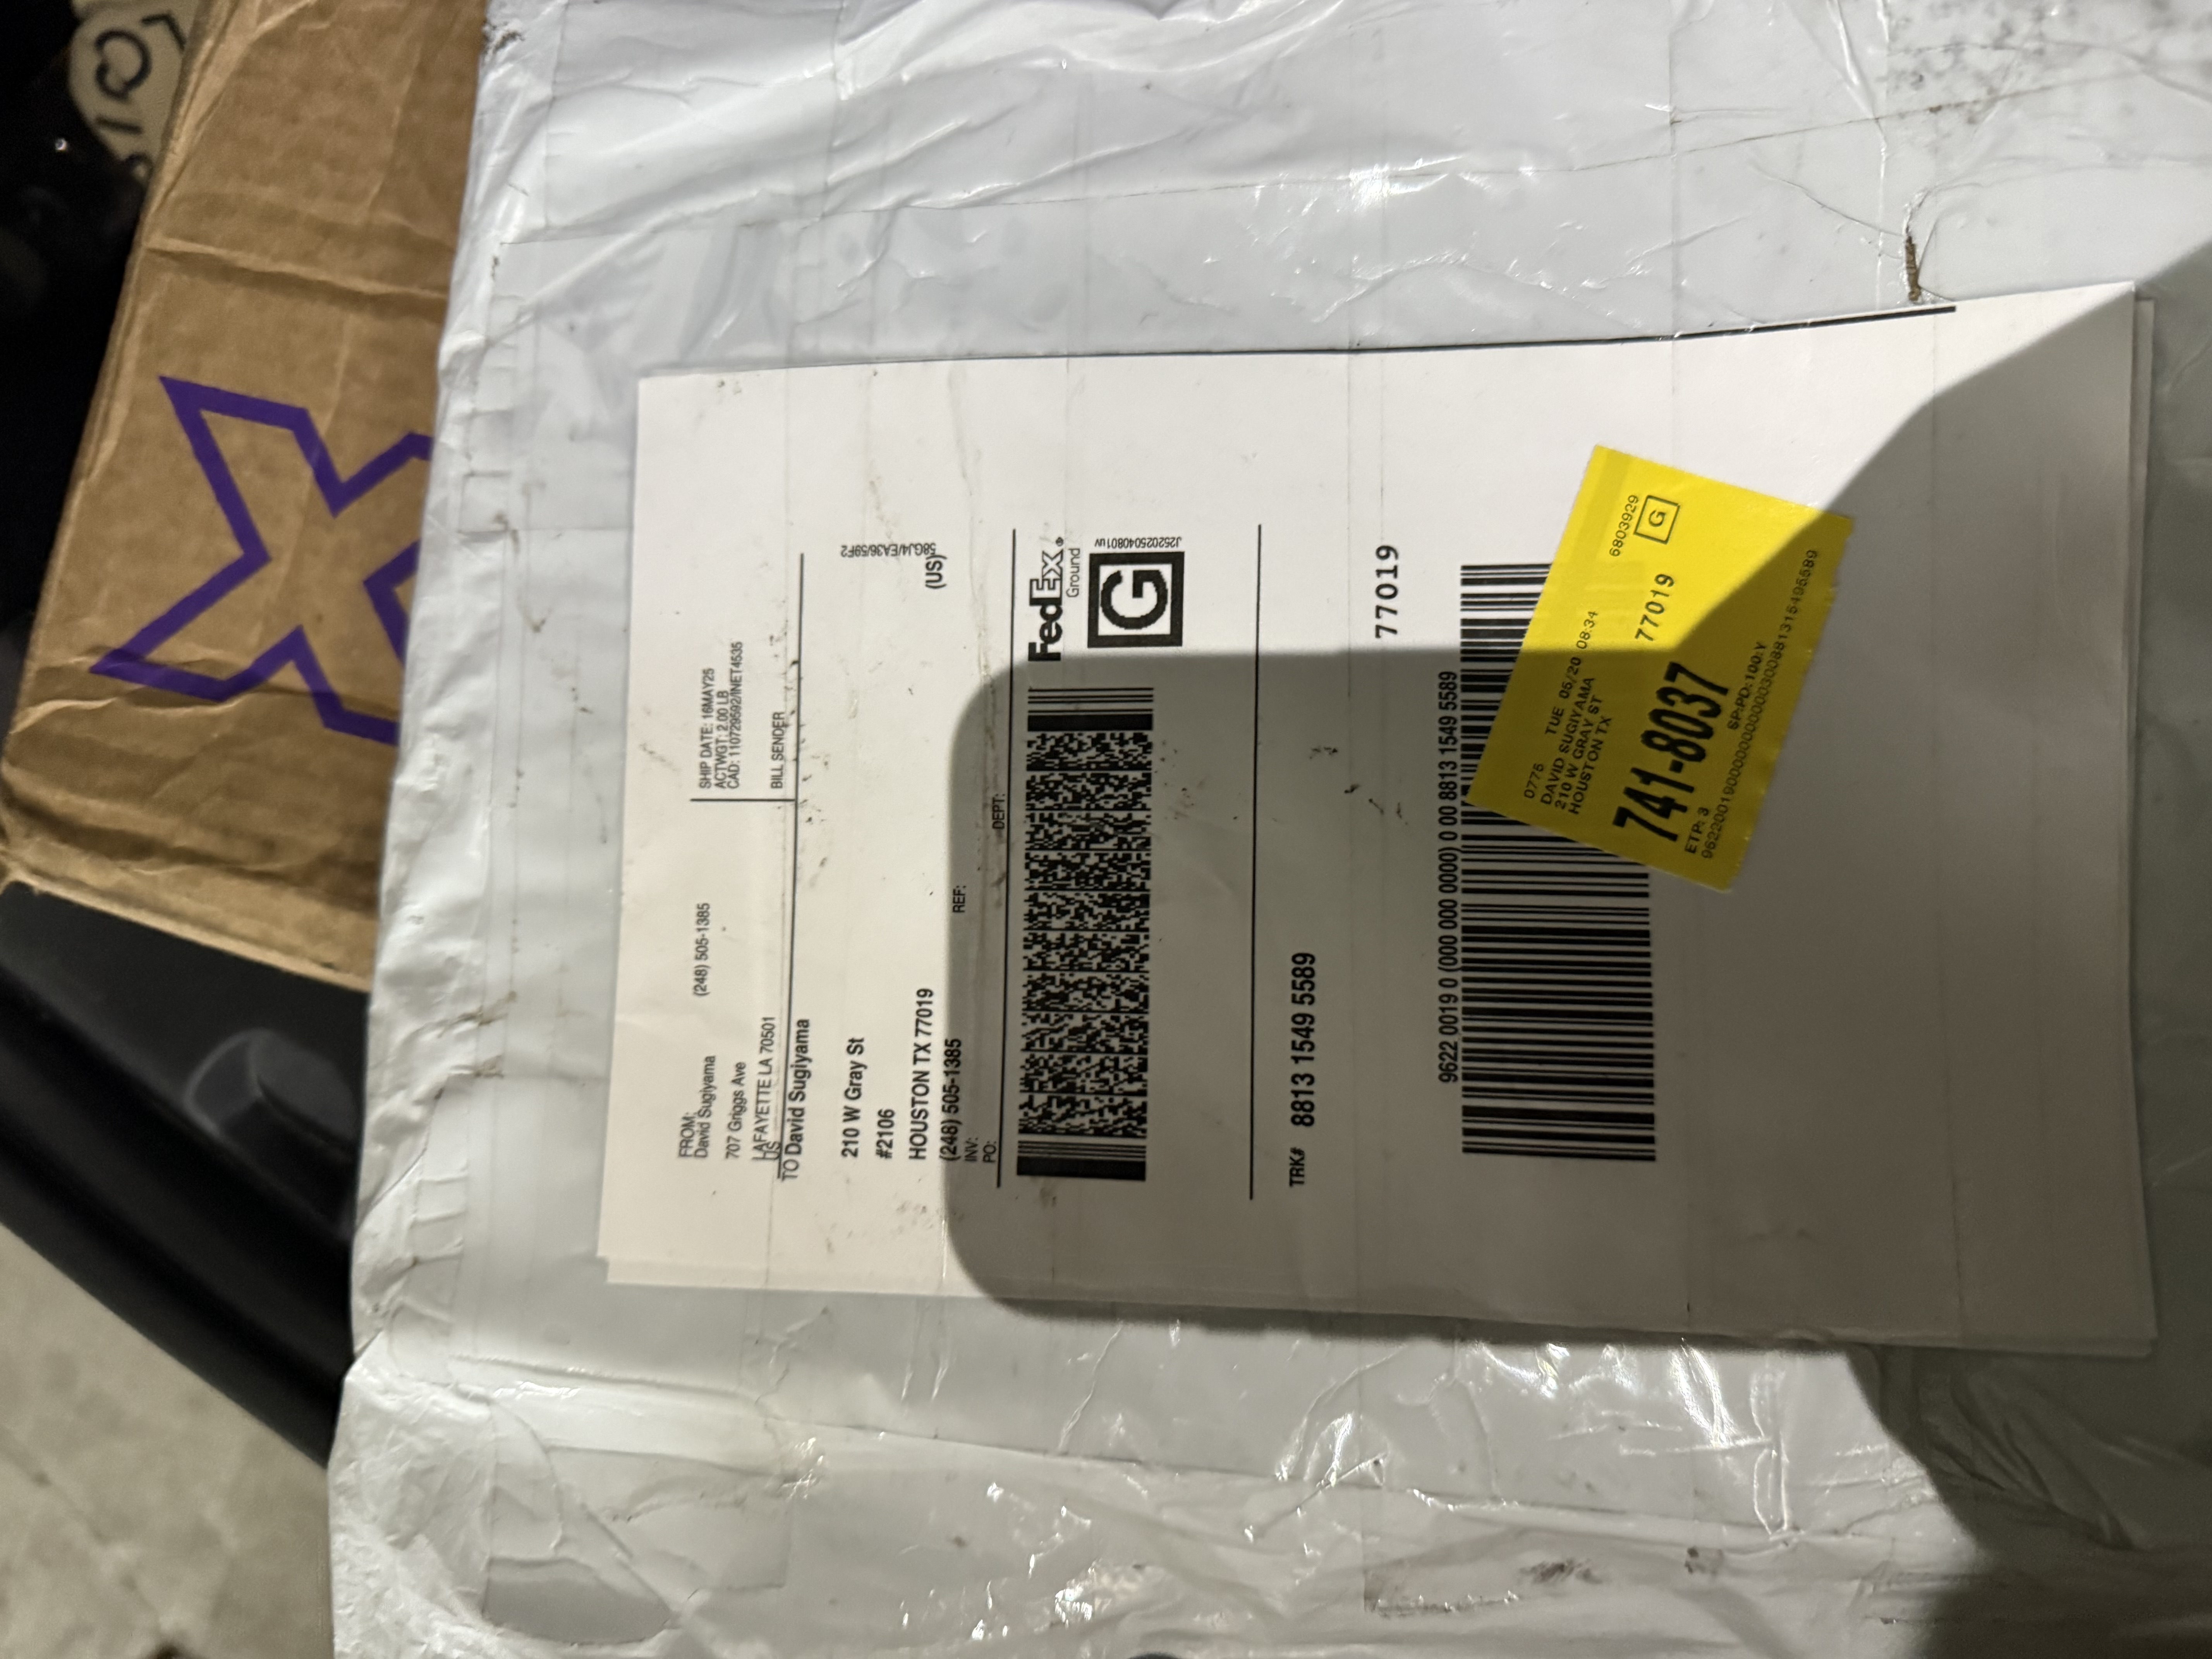 FROM:
David Sugiyama (248) 505-1385
707 Griggs Ave
LAFAYETTE LA 70501
US
SHIP DATE: 16MAY25
ACTWGT: 2.00 LB
CAD: 110729592/INET4535
BILL SENDER
TO David Sugiyama
210 W Gray St
#2106
HOUSTON TX 77019
(US)
(248) 505-1385
REF:
INV:
PO:
DEPT:
58GJ4/EA36/59F2
FedEx
Ground
G
J252025040801uv
TRK# 8813 1549 5589
77019
9622 0019 0 (000 000 0000) 0 00 8813 1549 5589
0775 TUE 05/20 08:34
DAVID SUGIYAMA
210 W GRAY ST
HOUSTON TX
6803929
G
741-8037 77019
ETP: 3 SP:PD:100:Y